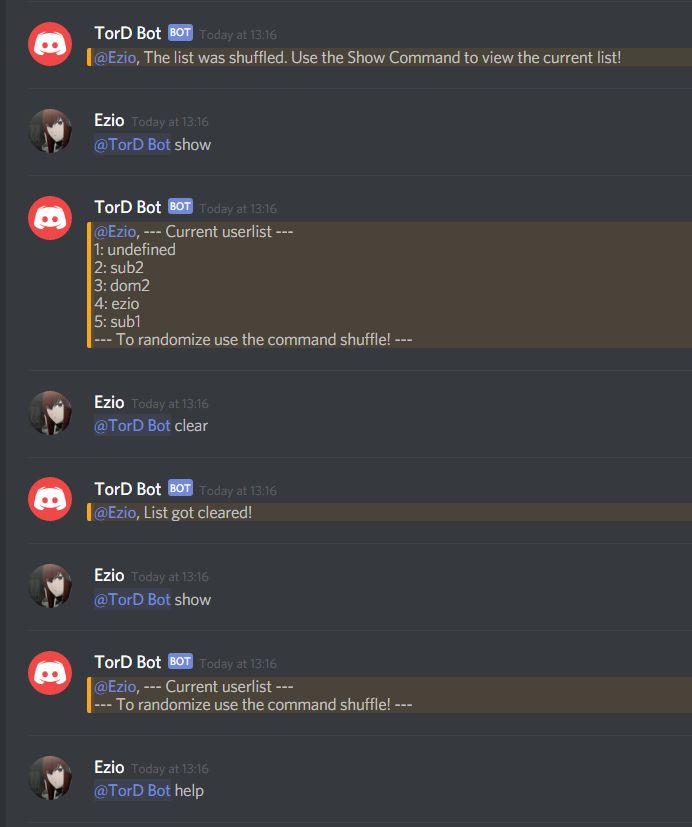 TorD Bot BOT Today at 13:16
@Ezio, The list was shuffled. Use the Show Command to view the current list!
Ezio Today at 13:16
@TorD Bot show
TorD Bot BOT Today at 13:16
@Ezio, --- Current userlist ---
1: undefined
2: sub2
3: dom2
4: ezio
5: sub1
--- To randomize use the command shuffle! ---
Ezio Today at 13:16
@TorD Bot clear
TorD Bot BOT Today at 13:16
@Ezio, List got cleared!
Ezio Today at 13:16
@TorD Bot show
TorD Bot BOT Today at 13:16
@Ezio, --- Current userlist ---
--- To randomize use the command shuffle! ---
Ezio Today at 13:16
@TorD Bot help